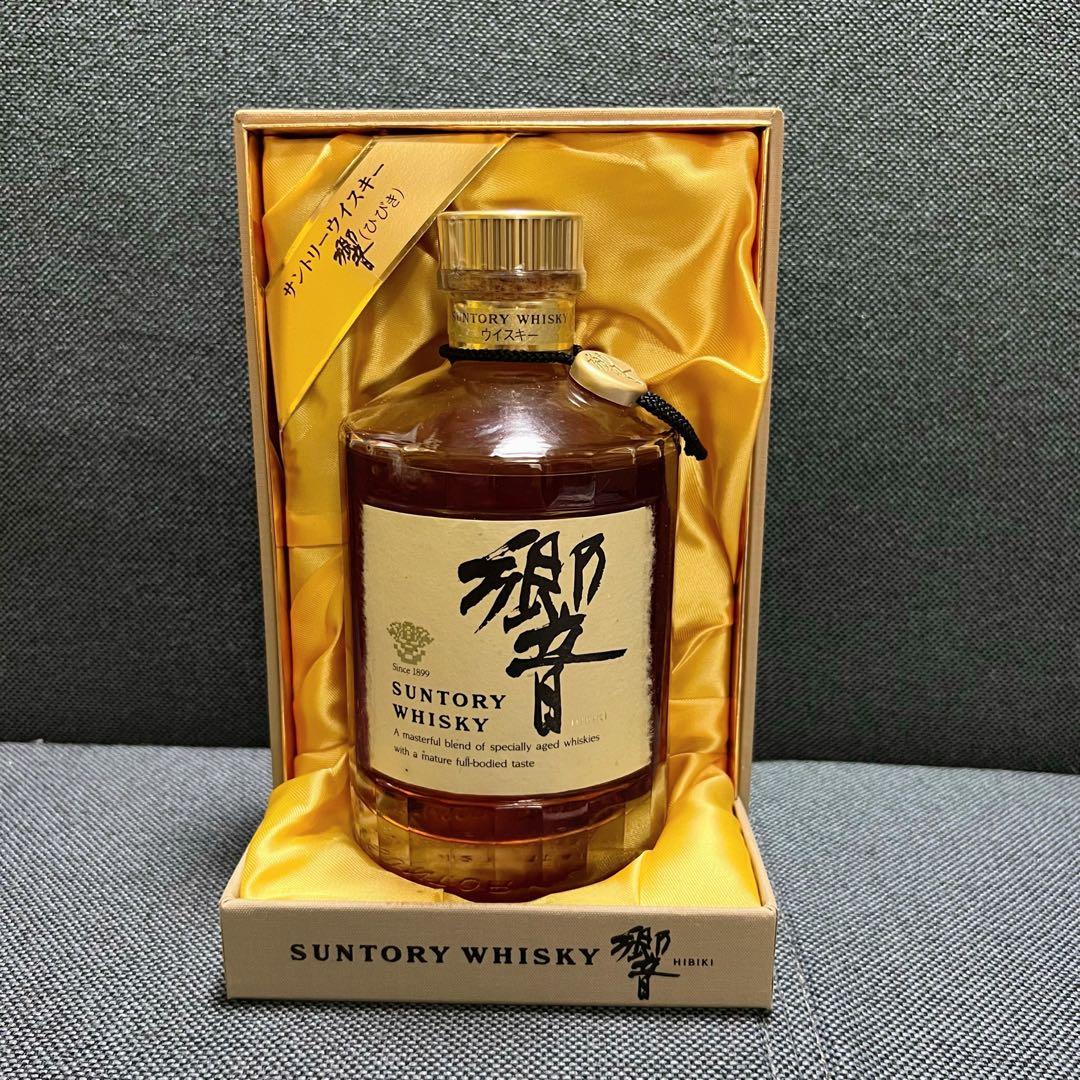 サントリーウイスキー
響(ひびき)
SUNTORY WHISKY
ウイスキー
響
HIBIKI
Since 1899
SUNTORY
WHISKY
A masterful blend of specially aged whiskies
with a mature full-bodied taste
SUNTORY WHISKY 響 HIBIKI